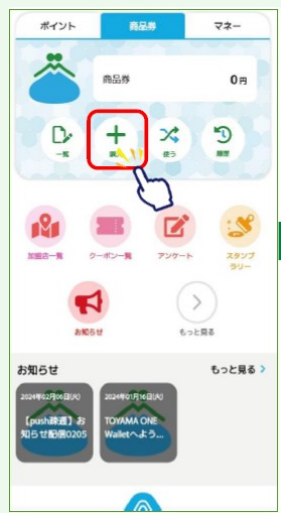 ポイント
商品券
マネー
商品券
0円
一覧
使う
履歴
加盟店一覧
クーポン一覧
アンケート
スタンプ
ラリー
お知らせ
もっと見る
お知らせ
もっと見る
2024年02月06日(火)
【push疎通】お
知らせ配信0205
2024年01月16日(火)
TOYAMA ONE
Walletへよう...